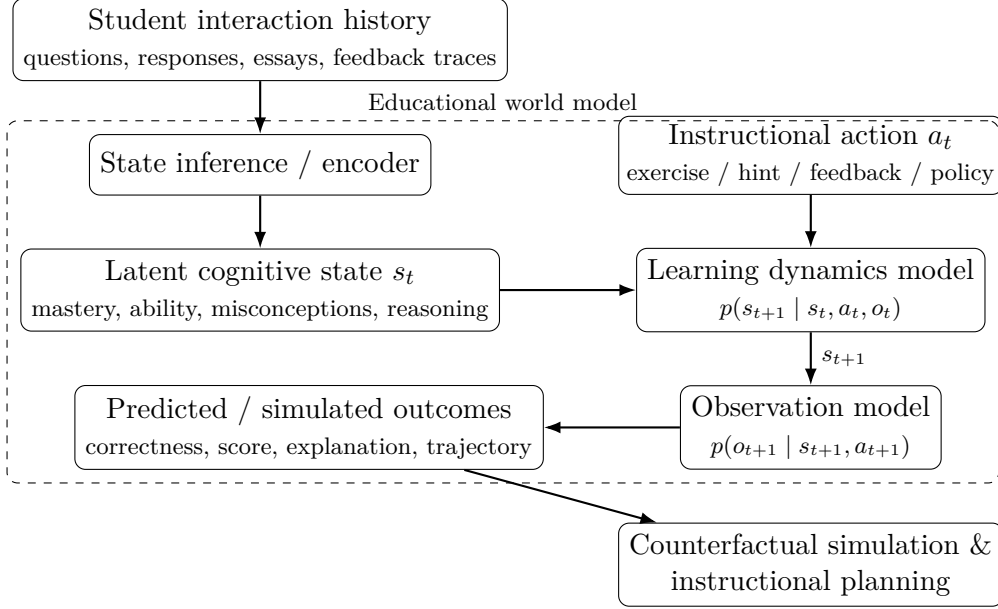 Student interaction history
questions, responses, essays, feedback traces
Educational world model
State inference / encoder
Instructional action a_t
exercise / hint / feedback / policy
Latent cognitive state s_t
mastery, ability, misconceptions, reasoning
Learning dynamics model
p(s_{t+1} | s_t, a_t, o_t)
s_{t+1}
Predicted / simulated outcomes
correctness, score, explanation, trajectory
Observation model
p(o_{t+1} | s_{t+1}, a_{t+1})
Counterfactual simulation &
instructional planning